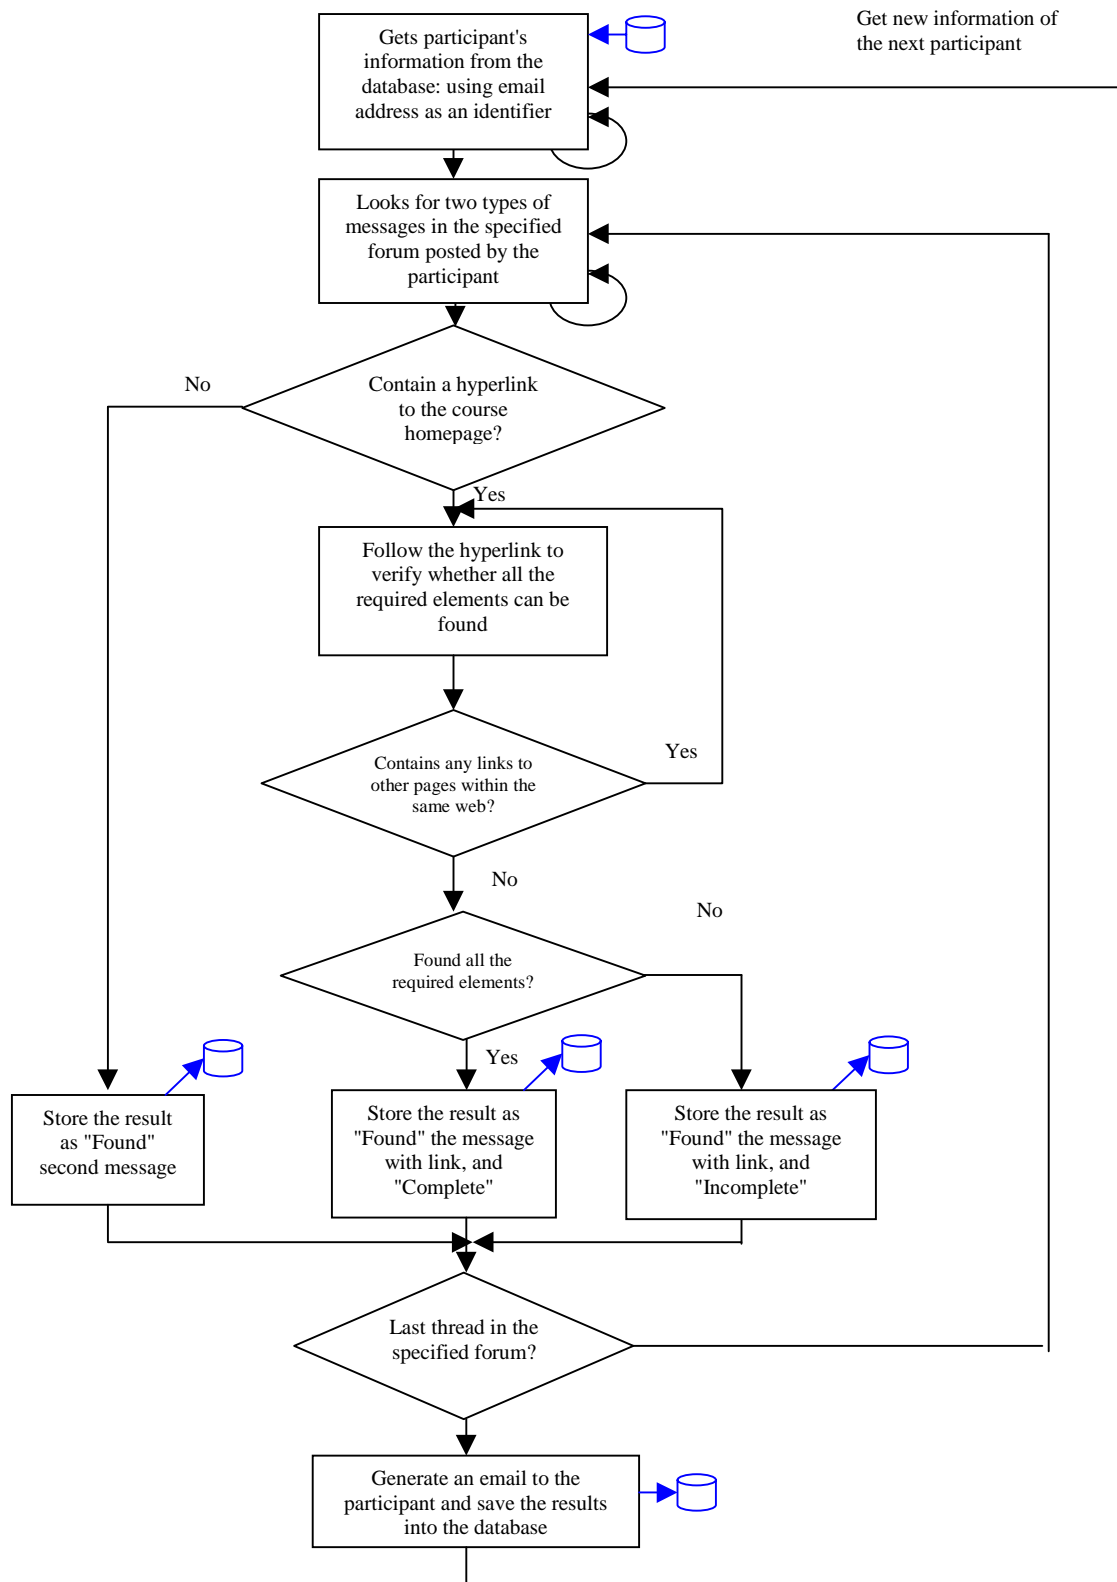 Get new information of
the next participant
Gets participant's
information from the
database: using email
address as an identifier
Looks for two types of
messages in the specified
forum posted by the
participant
No
Contain a hyperlink
to the course
homepage?
Yes
Follow the hyperlink to
verify whether all the
required elements can be
found
Yes
Contains any links to
other pages within the
same web?
No
No
Found all the
required elements?
Yes
Store the result
as "Found"
second message
Store the result as
"Found" the message
with link, and
"Complete"
Store the result as
"Found" the message
with link, and
"Incomplete"
Last thread in the
specified forum?
Generate an email to the
participant and save the results
into the database